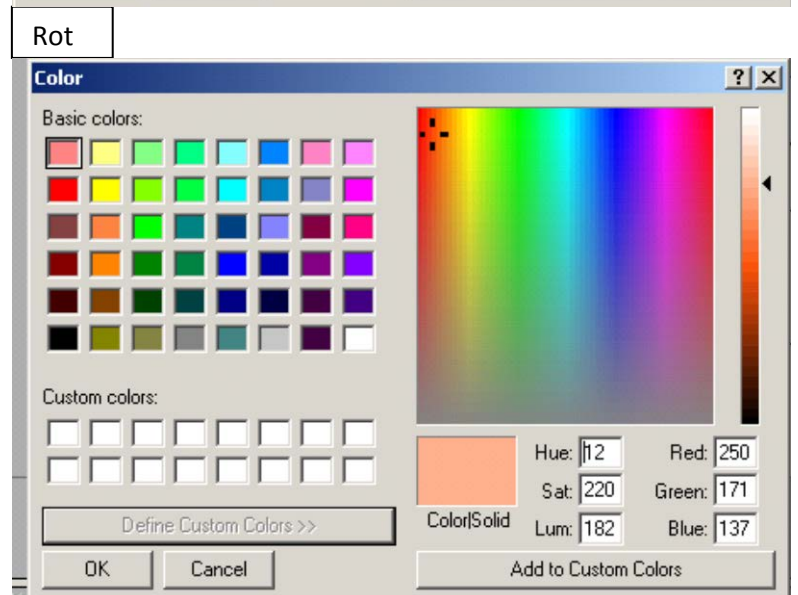 Rot
Color
Basic colors:
Custom colors:
Define Custom Colors >>
OK Cancel
Color|Solid
Hue: 12 Red: 250
Sat: 220 Green: 171
Lum: 182 Blue: 137
Add to Custom Colors